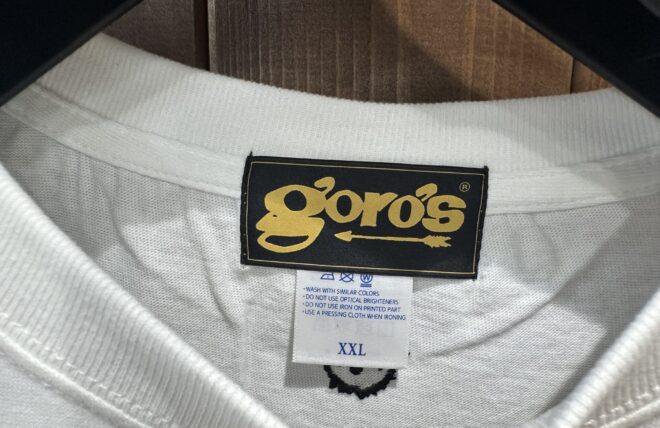 goro's ®
・WASH WITH SIMILAR COLORS
・DO NOT USE OPTICAL BRIGHTENERS
・DO NOT USE IRON ON PRINTED PART
・USE A PRESSING CLOTH WHEN IRONING
XXL